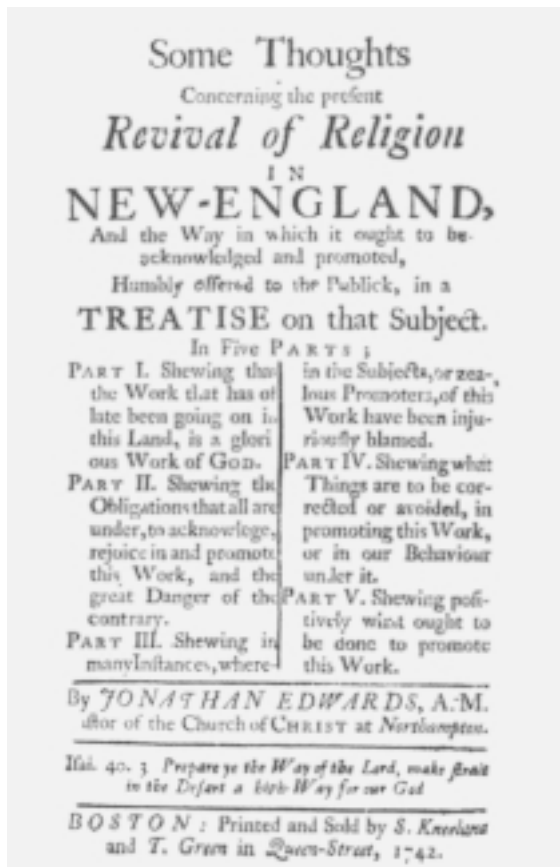 Some Thoughts
Concerning the preſent
Revival of Religion
IN
NEW-ENGLAND,
And the Way in which it ought to be
acknowledged and promoted,
Humbly offered to the Publick, in a
TREATISE on that Subject.
In Five PARTS;
PART I. Shewing that
the Work that has of
late been going on in
this Land, is a glori
ous Work of GOD.
PART II. Shewing the
Obligations that all are
under, to acknowlege,
rejoice in and promote
this Work, and the
great Danger of the
contrary.
PART III. Shewing in
many Inſtances, where-
in the Subjects, or zea-
lous Promoters, of this
Work have been inju-
riouſly blamed.
PART IV. Shewing what
Things are to be cor-
rected or avoided, in
promoting this Work,
or in our Behaviour
under it.
PART V. Shewing poſi-
tively what ought to
be done to promote
this Work.
By JONATHAN EDWARDS, A.M.
aſtor of the Church of CHRIST at Northampton.
Iſai. 40. 3 Prepare ye the Way of the Lord, make ſtrait
in the Deſart a high Way for our God
BOSTON: Printed and Sold by S. Kneeland
and T. Green in Queen-Street, 1742.